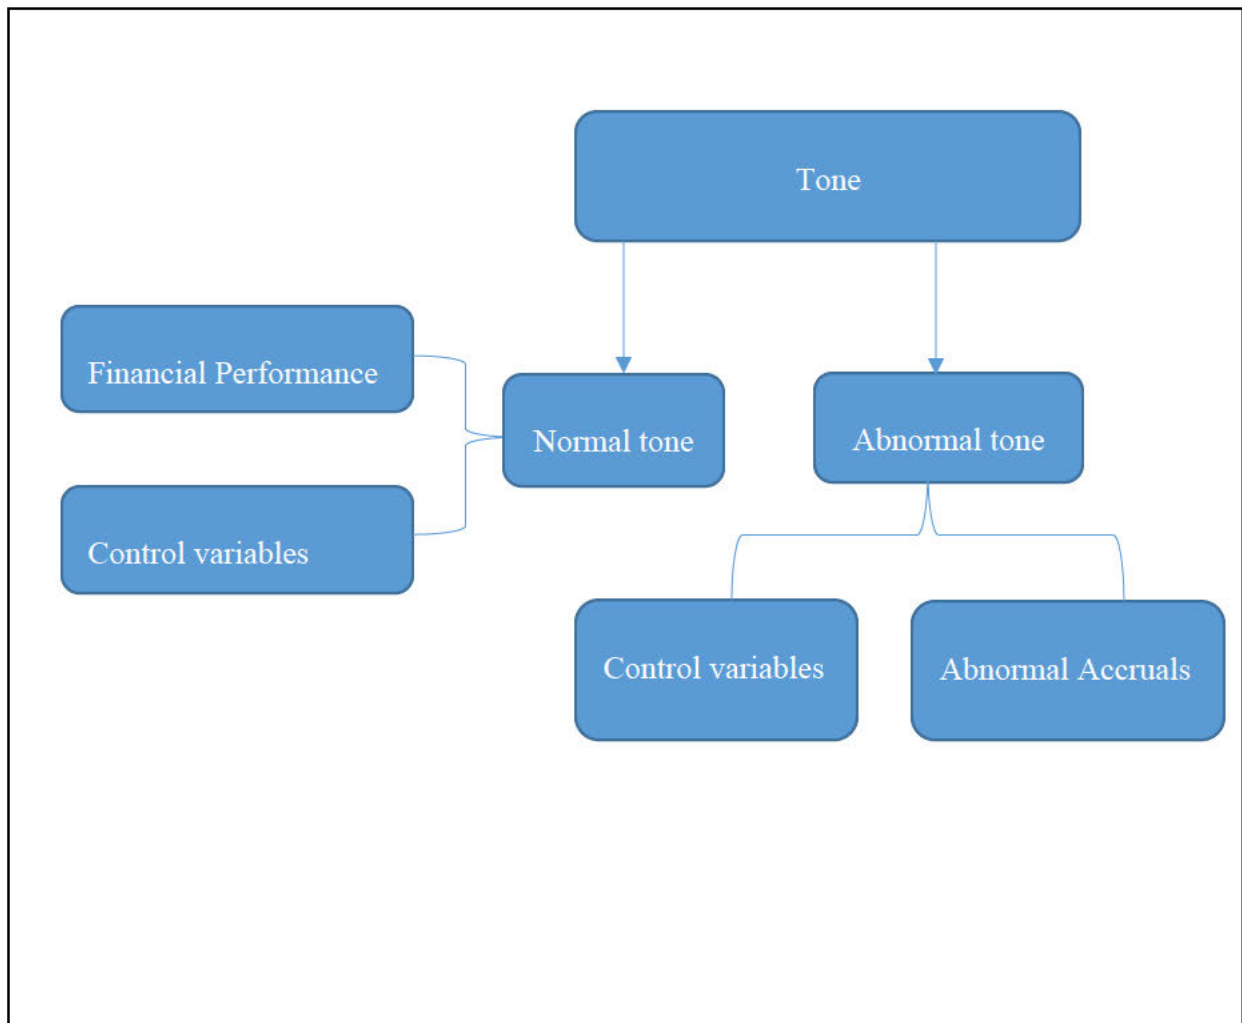 Tone
Financial Performance
Normal tone
Abnormal tone
Control variables
Control variables
Abnormal Accruals